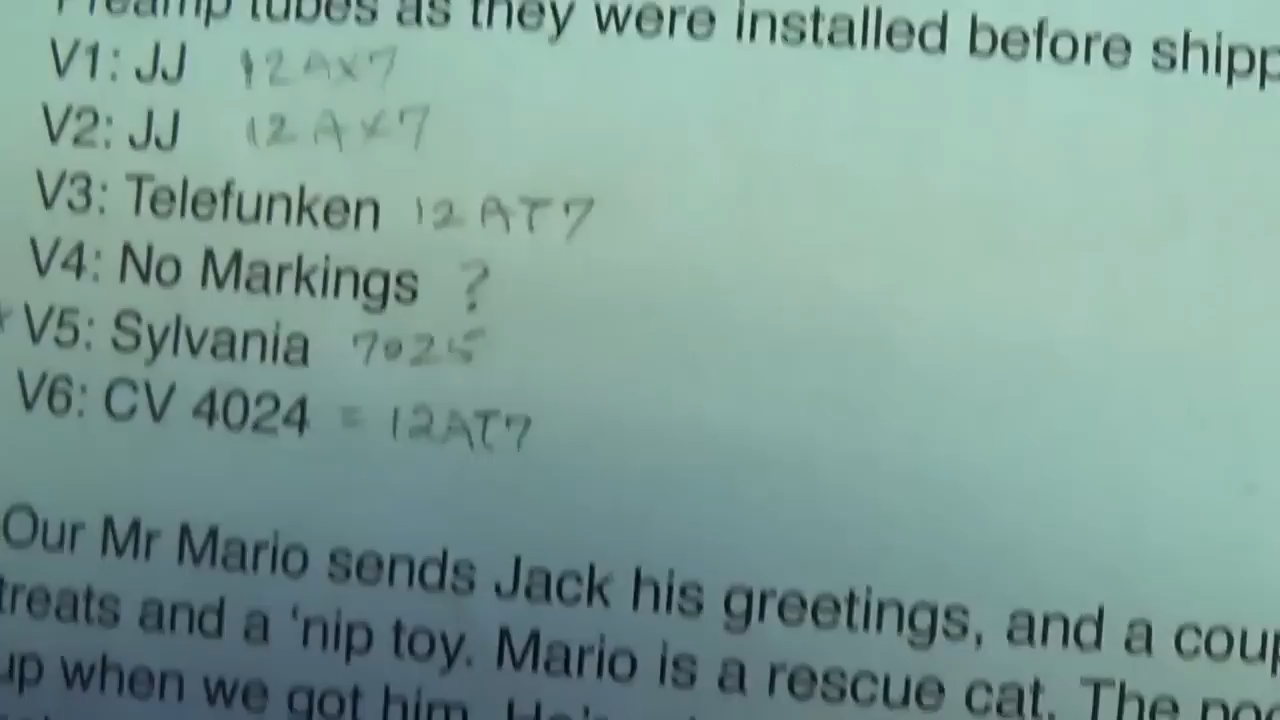 Preamp tubes as they were installed before shipp
V1: JJ 12AX7
V2: JJ 12AX7
V3: Telefunken 12AT7
V4: No Markings ?
* V5: Sylvania 7025
V6: CV 4024 = 12AT7
Our Mr Mario sends Jack his greetings, and a coup
treats and a ‘nip toy. Mario is a rescue cat. The poo
up when we got him. He's